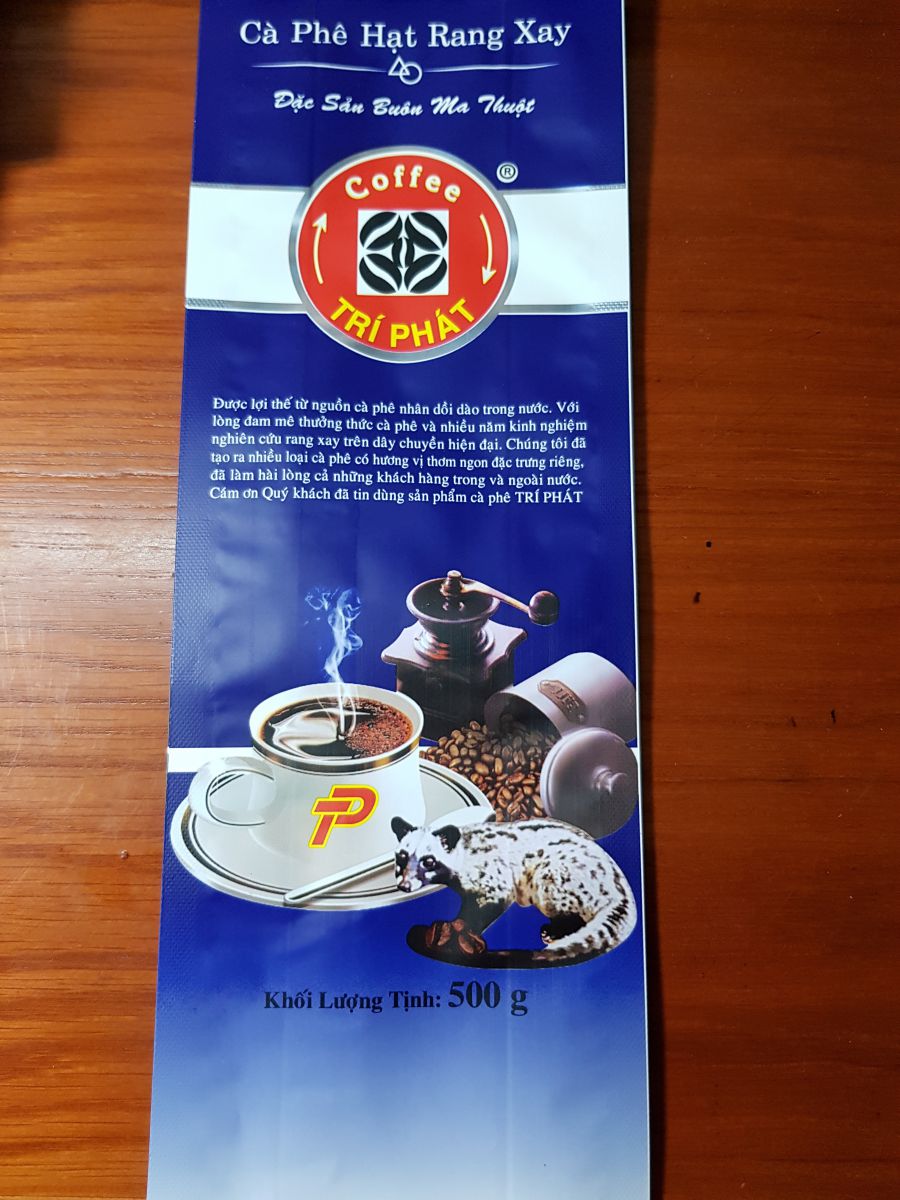 Cà Phê Hạt Rang Xay
Đặc Sản Buôn Ma Thuột
Coffee ®
TRÍ PHÁT
Được lợi thế từ nguồn cà phê nhân dồi dào trong nước. Với
lòng đam mê thưởng thức cà phê và nhiều năm kinh nghiệm
nghiên cứu rang xay trên dây chuyền hiện đại. Chúng tôi đã
tạo ra nhiều loại cà phê có hương vị thơm ngon đặc trưng riêng,
đã làm hài lòng cả những khách hàng trong và ngoài nước.
Cám ơn Quý khách đã tin dùng sản phẩm cà phê TRÍ PHÁT
TP
Khối Lượng Tịnh: 500 g